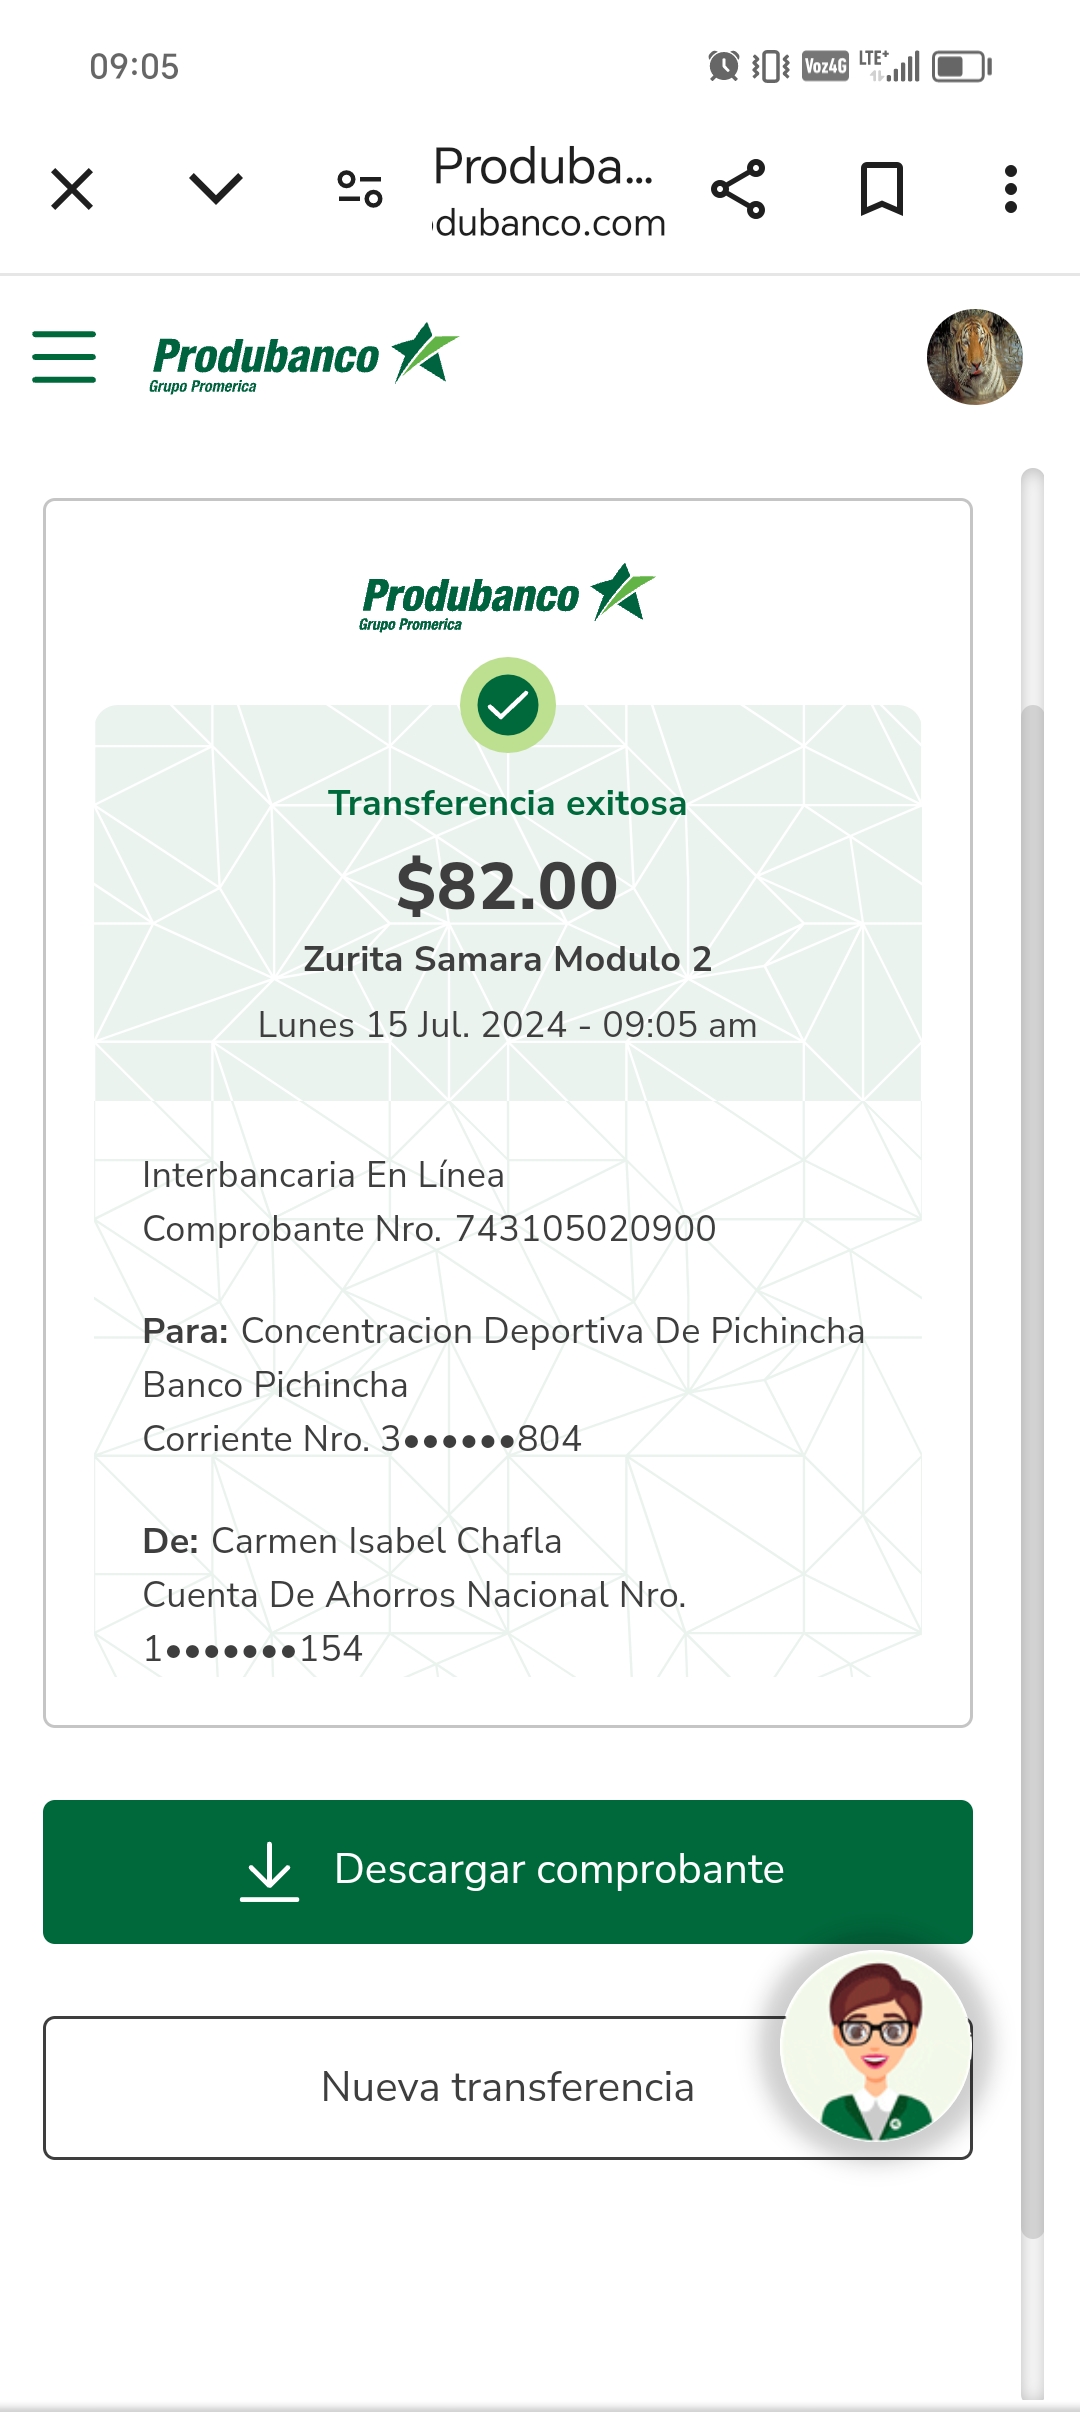 09:05
Voz4G LTE+
Produba...
dubanco.com
Produbanco
Grupo Promerica
Produbanco
Grupo Promerica
Transferencia exitosa
$82.00
Zurita Samara Modulo 2
Lunes 15 Jul. 2024 - 09:05 am
Interbancaria En Línea
Comprobante Nro. 743105020900
Para: Concentracion Deportiva De Pichincha
Banco Pichincha
Corriente Nro. 3••••••804
De: Carmen Isabel Chafla
Cuenta De Ahorros Nacional Nro.
1•••••••154
Descargar comprobante
Nueva transferencia